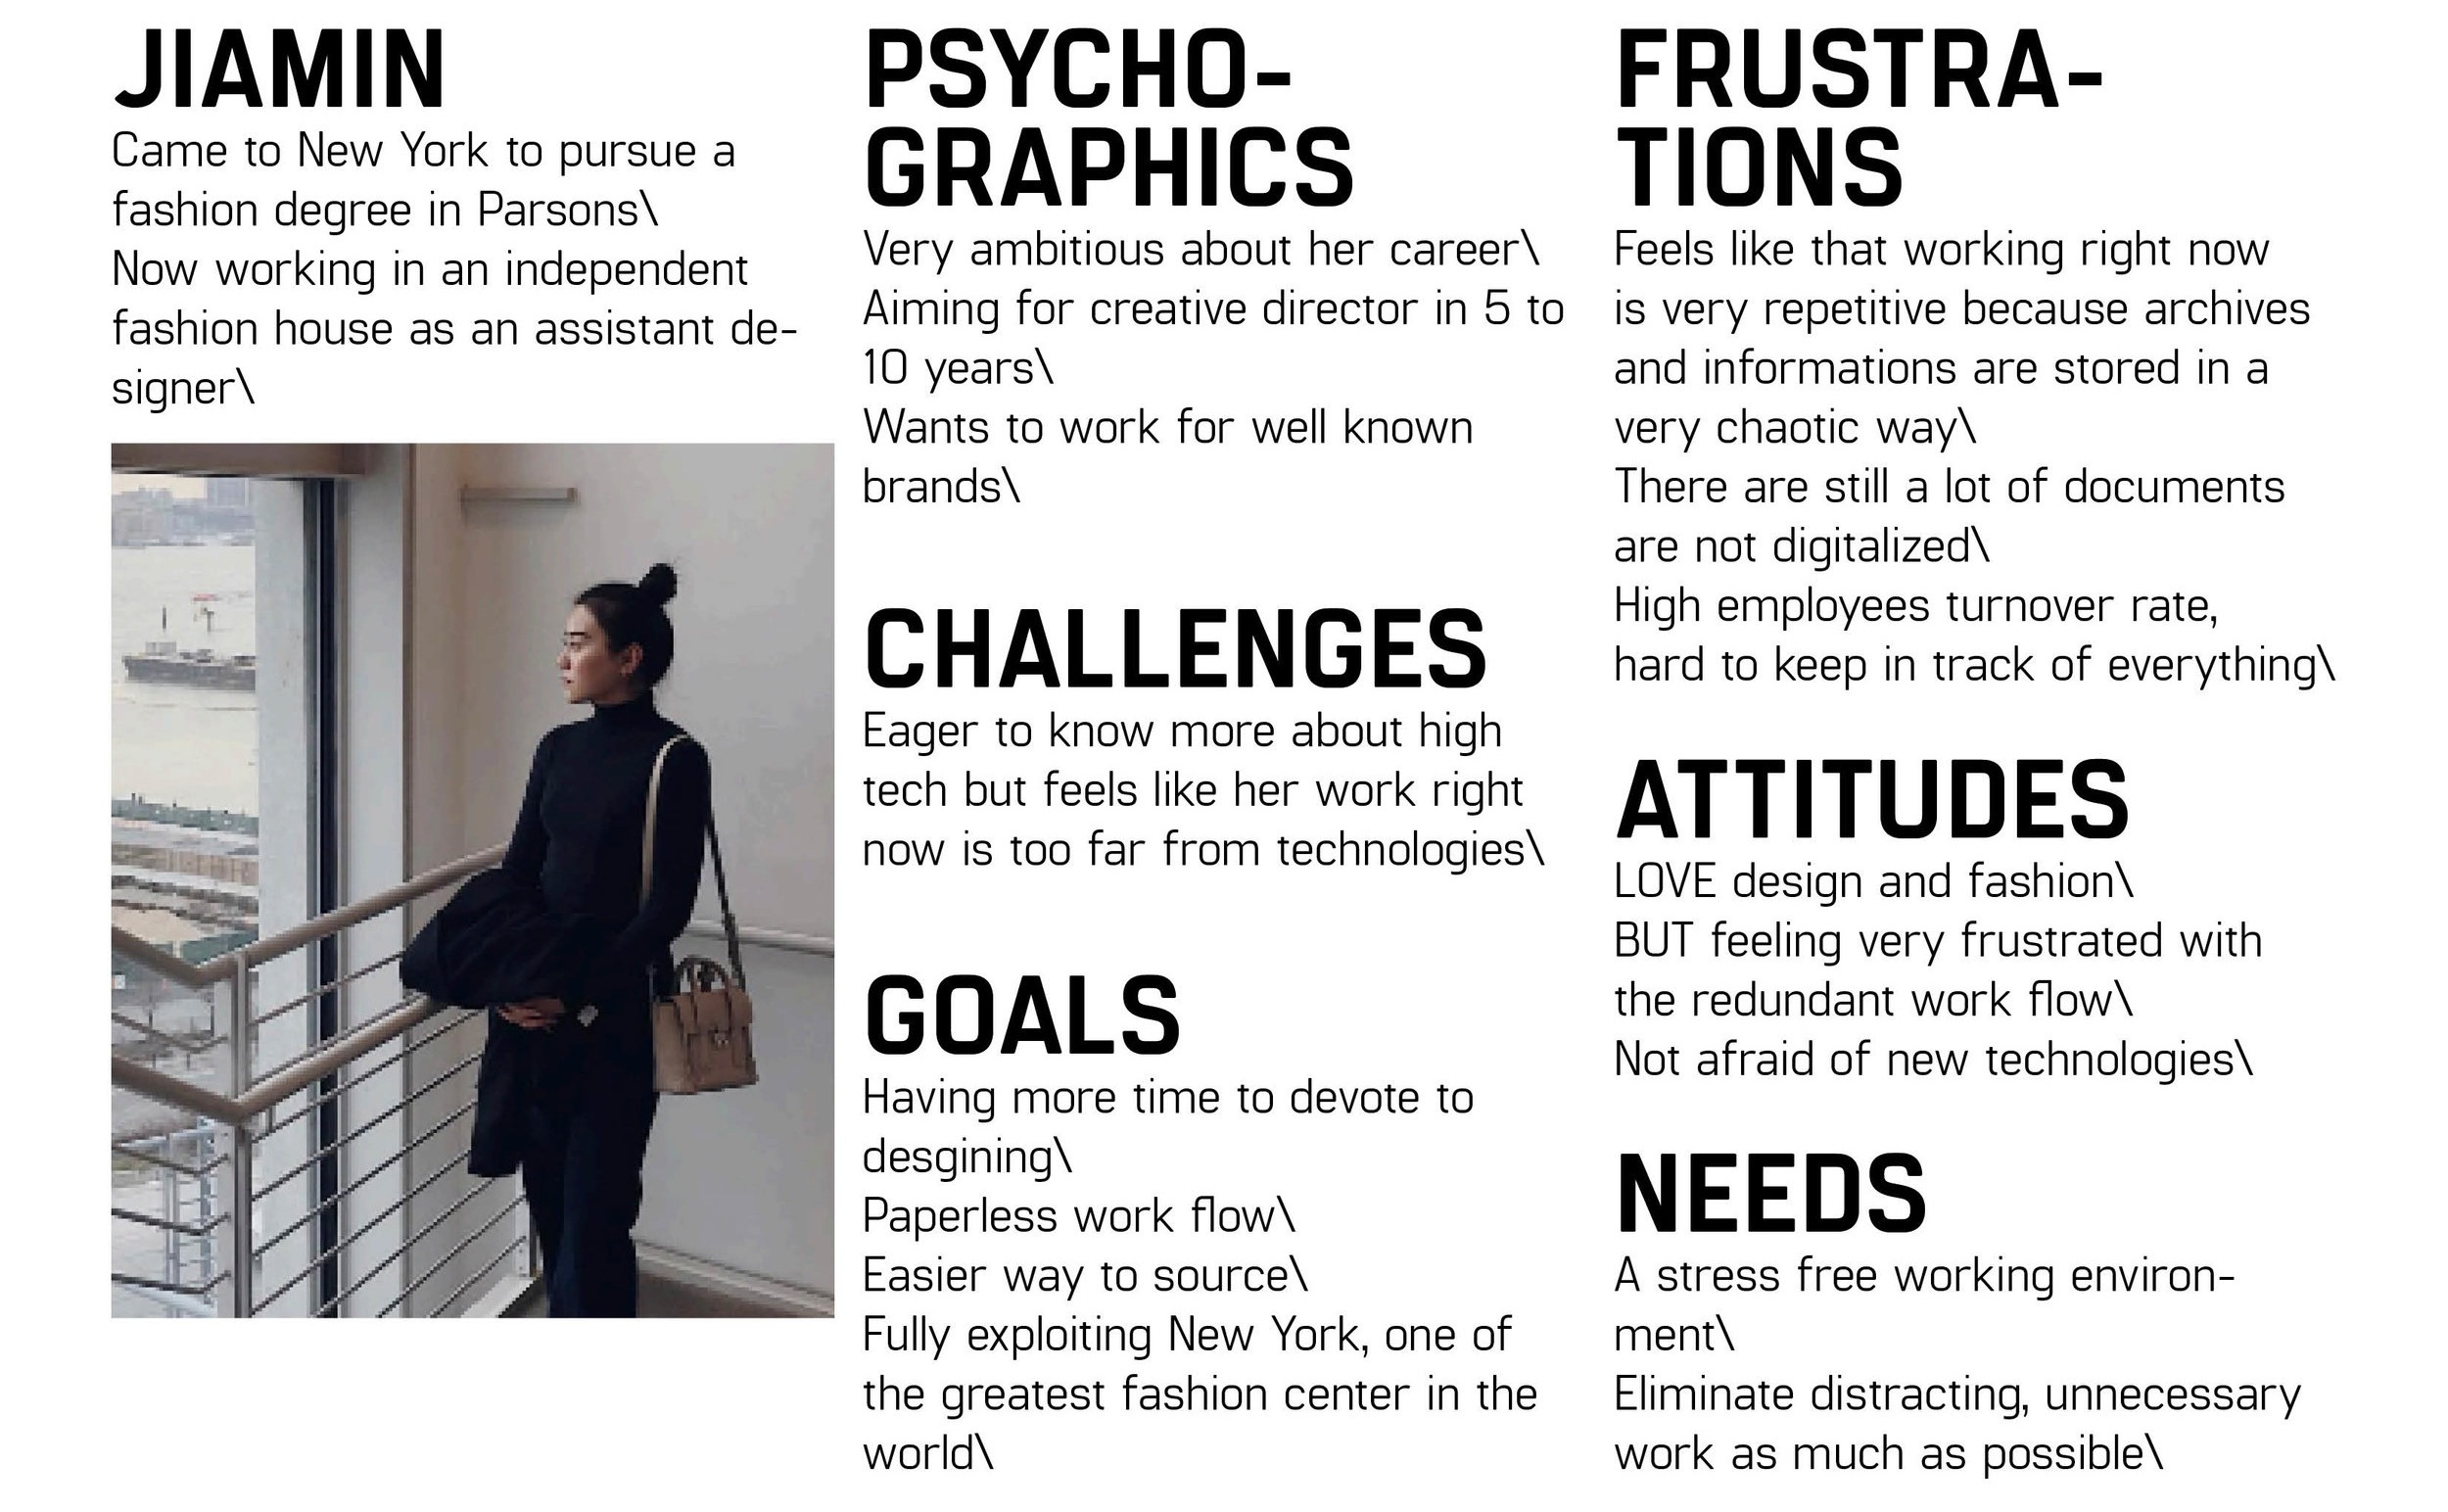 JIAMIN
Came to New York to pursue a
fashion degree in Parsons\
Now working in an independent
fashion house as an assistant de-
signer\
PSYCHO-
GRAPHICS
Very ambitious about her career\
Aiming for creative director in 5 to
10 years\
Wants to work for well known
brands\
CHALLENGES
Eager to know more about high
tech but feels like her work right
now is too far from technologies\
GOALS
Having more time to devote to
desgining\
Paperless work flow\
Easier way to source\
Fully exploiting New York, one of
the greatest fashion center in the
world\
FRUSTRA-
TIONS
Feels like that working right now
is very repetitive because archives
and informations are stored in a
very chaotic way\
There are still a lot of documents
are not digitalized\
High employees turnover rate,
hard to keep in track of everything\
ATTITUDES
LOVE design and fashion\
BUT feeling very frustrated with
the redundant work flow\
Not afraid of new technologies\
NEEDS
A stress free working environ-
ment\
Eliminate distracting, unnecessary
work as much as possible\